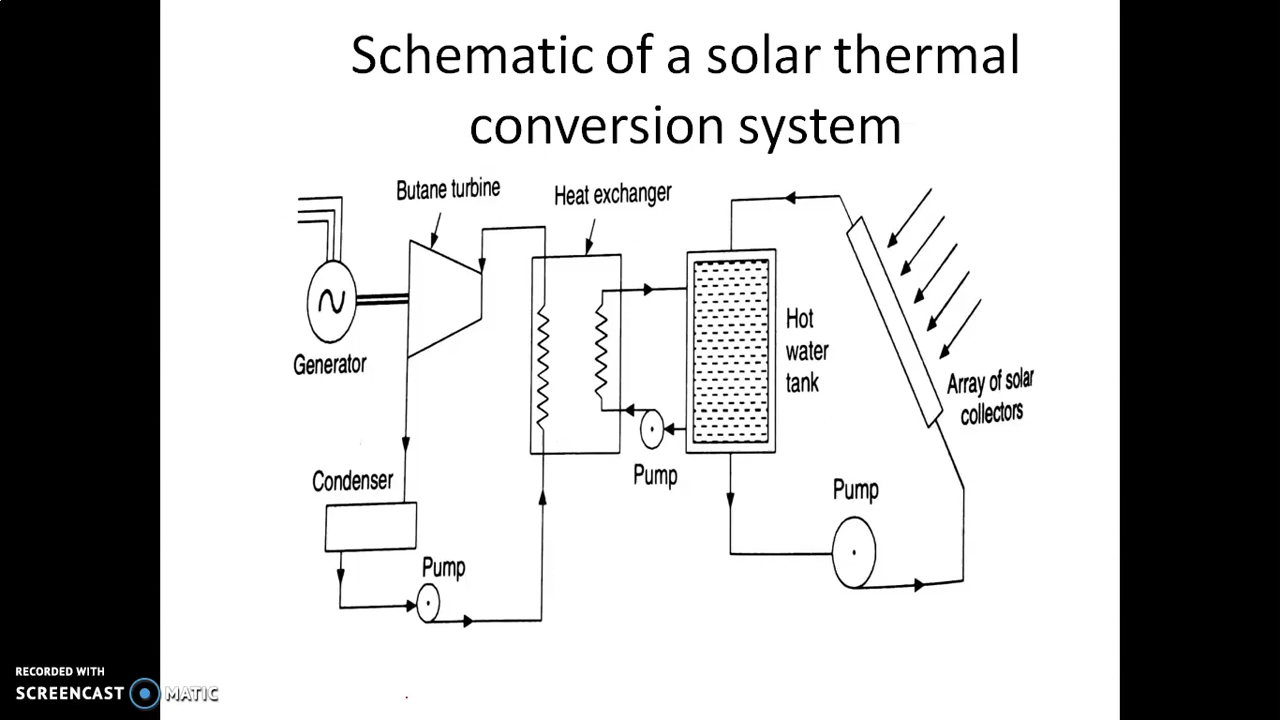 Schematic of a solar thermal
conversion system
Butane turbine
Heat exchanger
Generator
Hot
water
tank
Array of solar
collectors
Condenser
Pump
Pump
Pump
RECORDED WITH
SCREENCAST MATIC